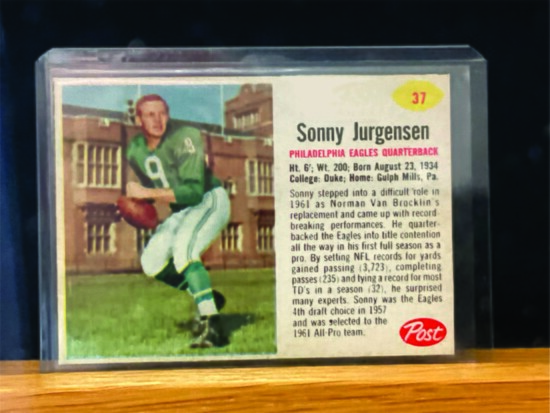 37
Sonny Jurgensen
PHILADELPHIA EAGLES QUARTERBACK
Ht. 6'; Wt. 200; Born August 23, 1934
College: Duke; Home: Gulph Mills, Pa.
Sonny stepped into a difficult role in
1961 as Norman Van Brocklin's
replacement and came up with record-
breaking performances. He quarter-
backed the Eagles into title contention
all the way in his first full season as a
pro. By setting NFL records for yards
gained passing (3,723), completing
passes (235) and tying a record for most
TD's in a season (32), he surprised
many experts. Sonny was the Eagles
4th draft choice in 1957
and was selected to the
1961 All-Pro team.
Post
9